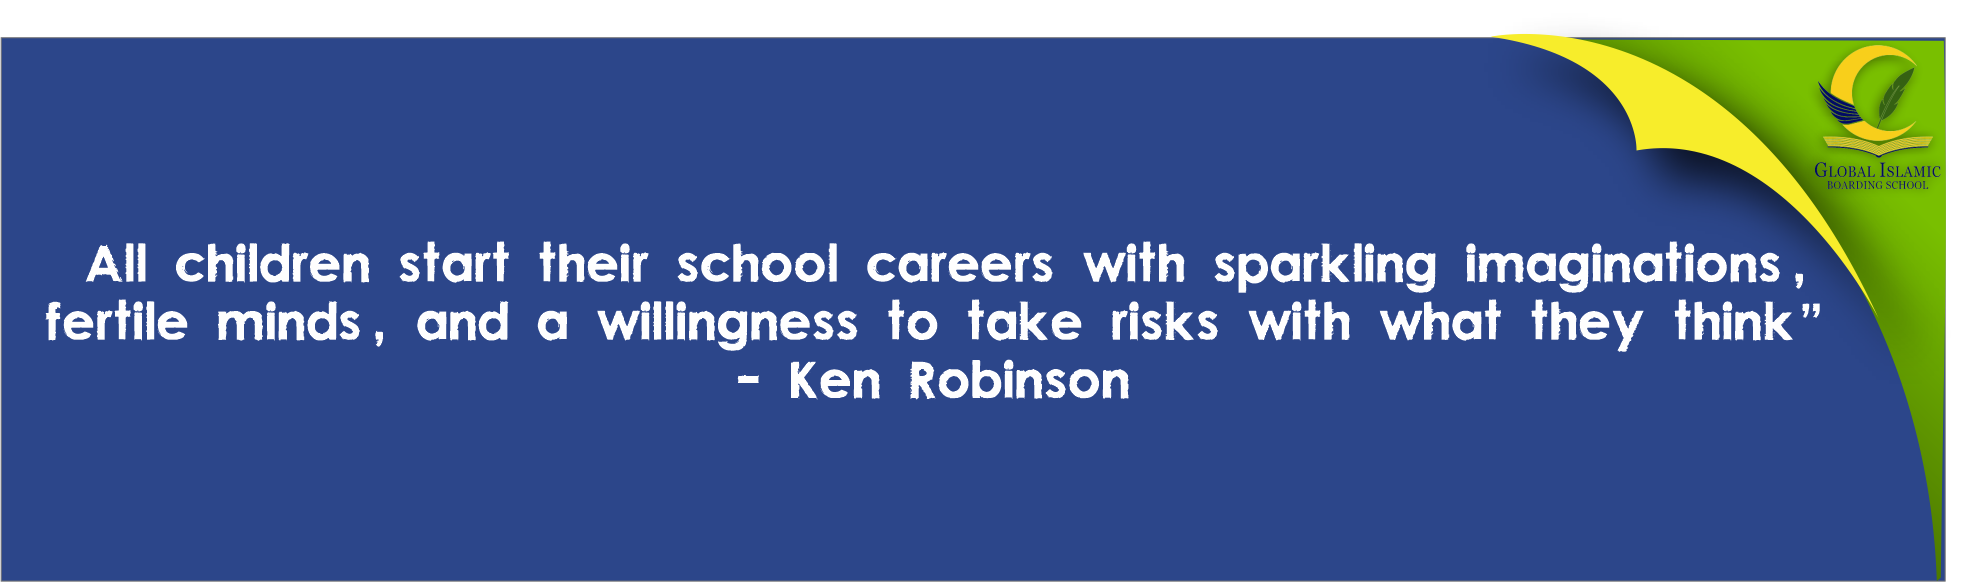 All children start their school careers with sparkling imaginations,
fertile minds, and a willingness to take risks with what they think”
- Ken Robinson
GLOBAL ISLAMIC
BOARDING SCHOOL